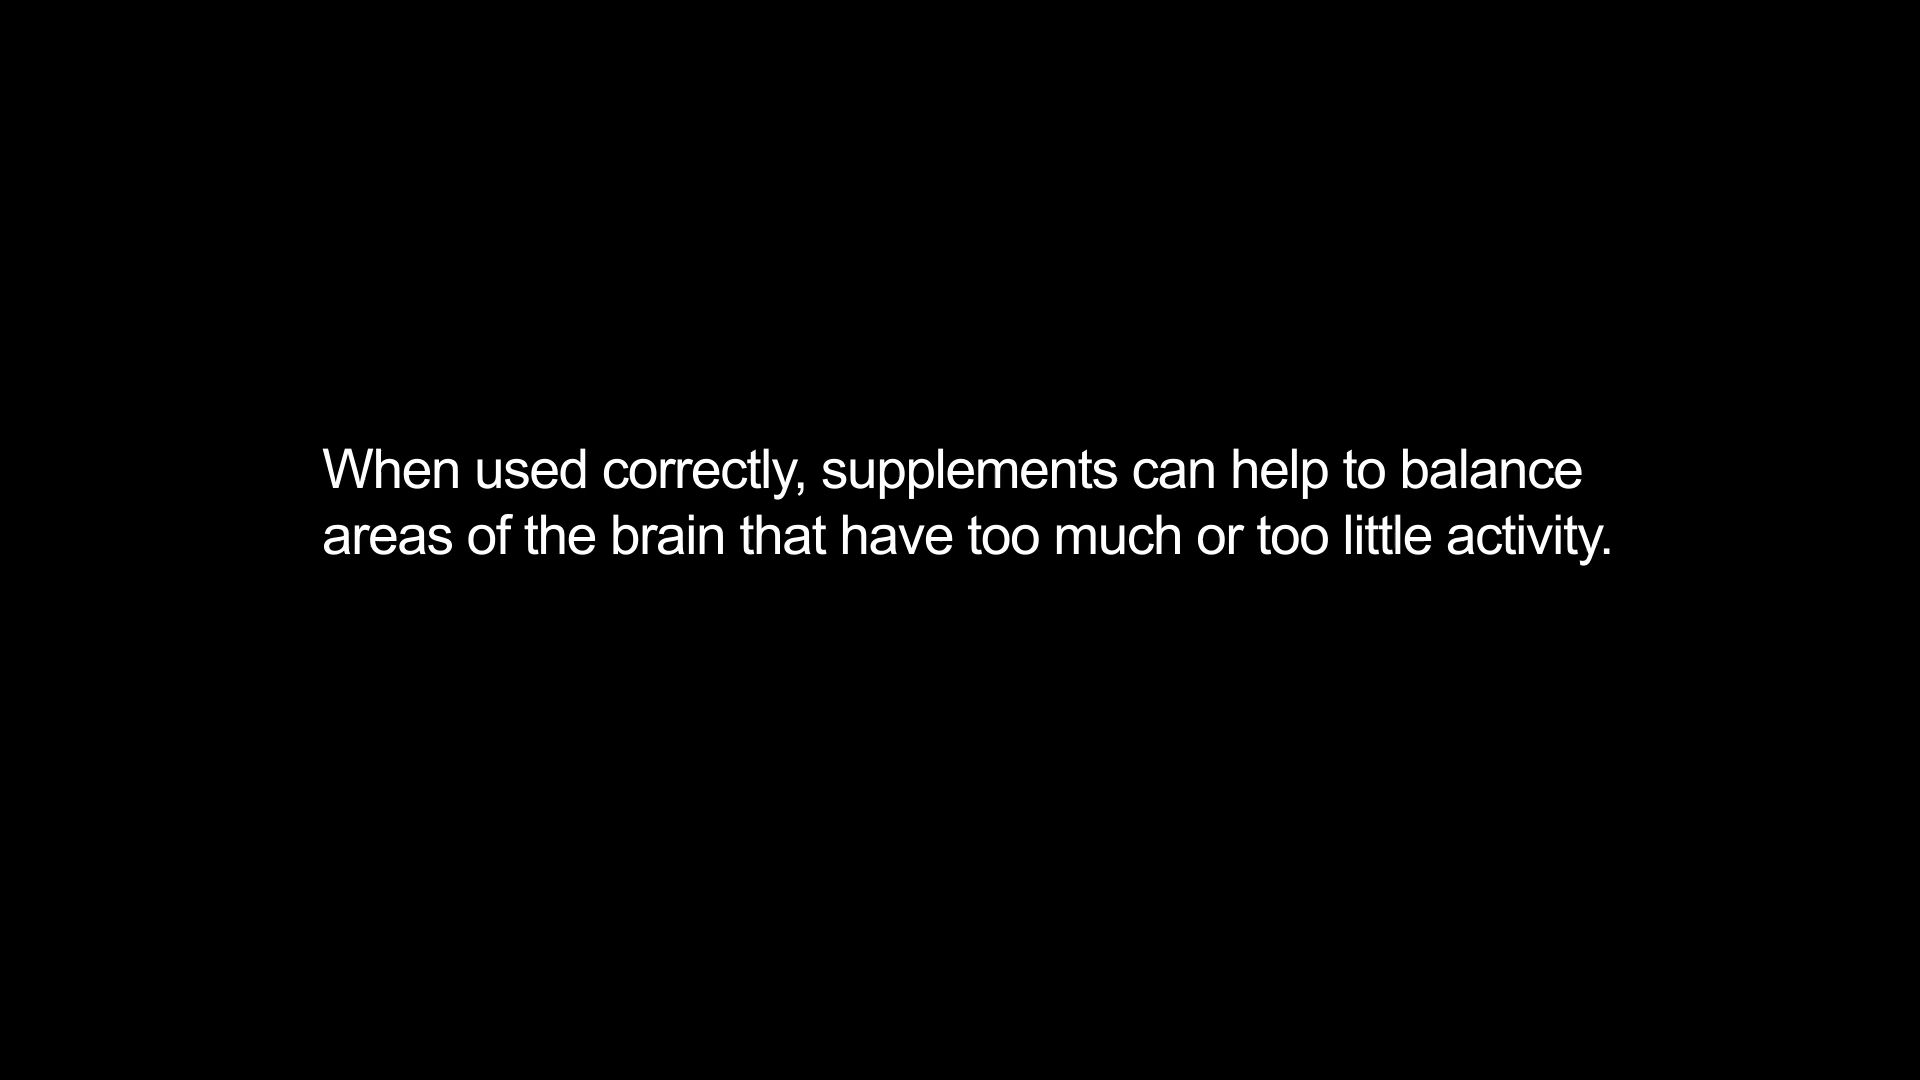 When used correctly, supplements can help to balance
areas of the brain that have too much or too little activity.